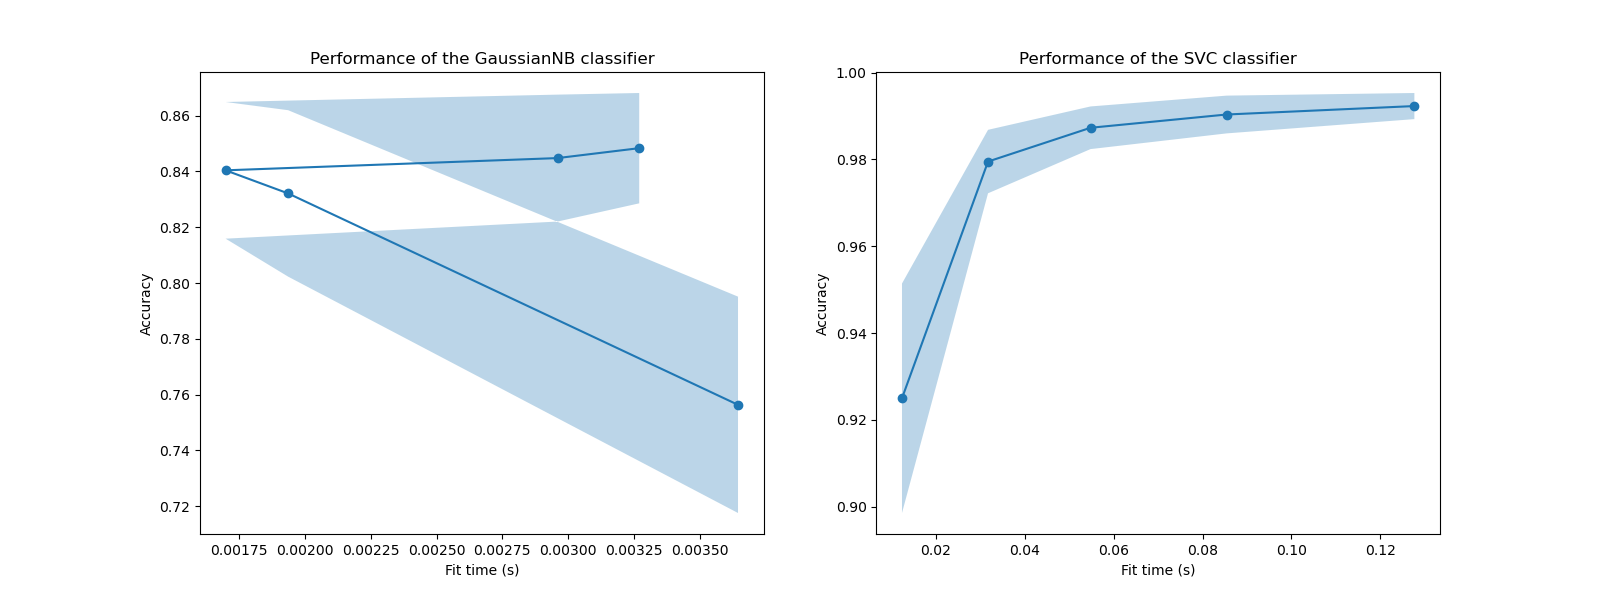 Performance of the GaussianNB classifier
Accuracy
0.86
0.84
0.82
0.80
0.78
0.76
0.74
0.72
0.00175 0.00200 0.00225 0.00250 0.00275 0.00300 0.00325 0.00350
Fit time (s)
Performance of the SVC classifier
Accuracy
1.00
0.98
0.96
0.94
0.92
0.90
0.02 0.04 0.06 0.08 0.10 0.12
Fit time (s)